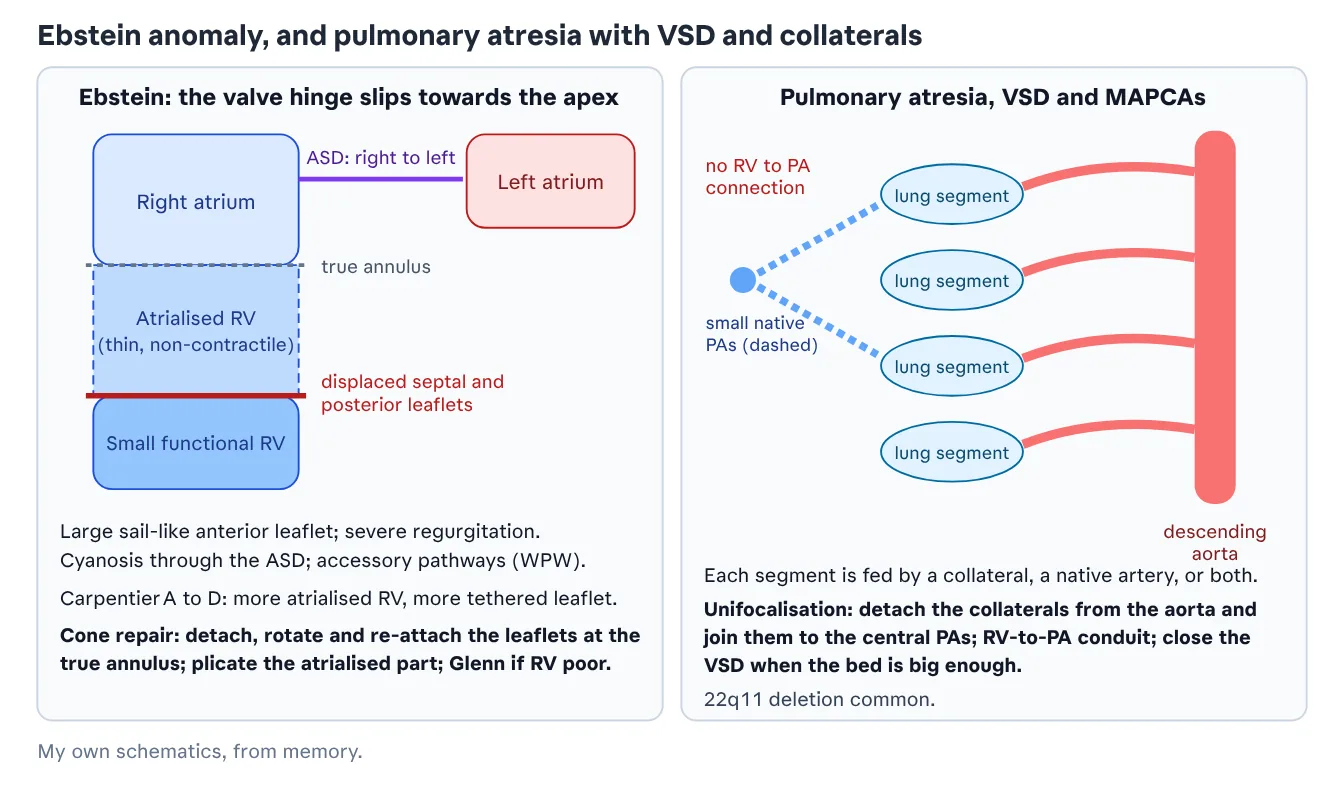 Ebstein anomaly, and pulmonary atresia with VSD and collaterals
Ebstein: the valve hinge slips towards the apex
Right atrium
ASD: right to left
Left atrium
true annulus
Atrialised RV
(thin, non-contractile)
displaced septal and
posterior leaflets
Small functional RV
Large sail-like anterior leaflet; severe regurgitation.
Cyanosis through the ASD; accessory pathways (WPW).
Carpentier A to D: more atrialised RV, more tethered leaflet.
Cone repair: detach, rotate and re-attach the leaflets at the
true annulus; plicate the atrialised part; Glenn if RV poor.
Pulmonary atresia, VSD and MAPCAs
no RV to PA
connection
lung segment
lung segment
small native
PAs (dashed)
lung segment
lung segment
descending
aorta
Each segment is fed by a collateral, a native artery, or both.
Unifocalisation: detach the collaterals from the aorta and
join them to the central PAs; RV-to-PA conduit; close the
VSD when the bed is big enough.
22q11 deletion common.
My own schematics, from memory.